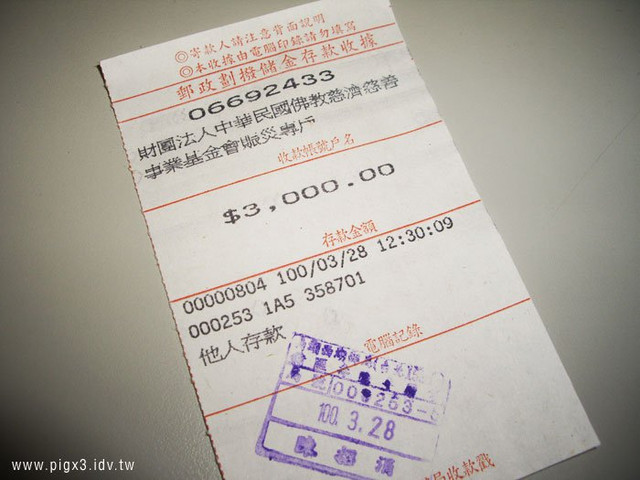 ◎寄款人請注意背面說明
◎本收據由電腦印錄請勿填寫
郵政劃撥儲金存款收據
06692433
財團法人中華民國佛教慈濟慈善
事業基金會賑災專戶
收款帳號戶名
$3,000.00
存款金額
00000804 100/03/28 12:30:09
000253 1A5 358701
他人存款
電腦記錄
100.3.28
局收款戳
www.pigx3.idv.tw